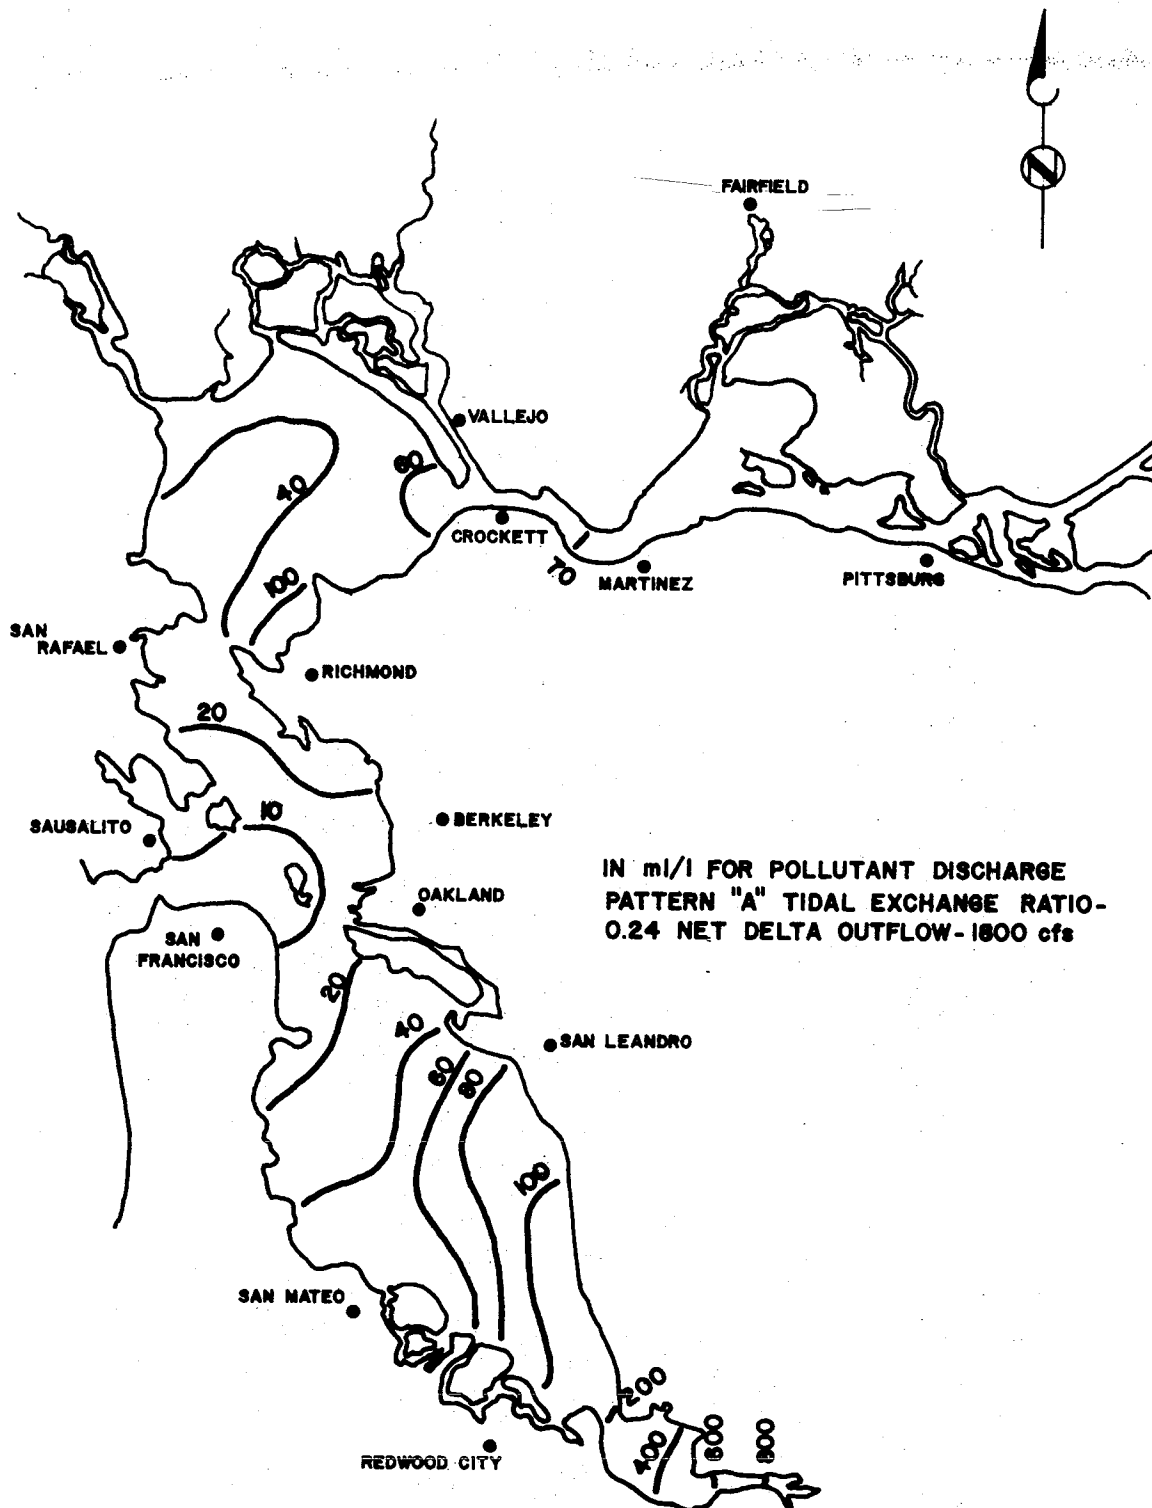 N
FAIRFIELD
VALLEJO
60
40
CROCKETT
70
MARTINEZ
PITTSBURG
100
SAN
RAFAEL
RICHMOND
20
10
SAUSALITO
BERKELEY
IN ml/l FOR POLLUTANT DISCHARGE
PATTERN "A" TIDAL EXCHANGE RATIO-
0.24 NET DELTA OUTFLOW-1800 cfs
OAKLAND
SAN
FRANCISCO
20
40
SAN LEANDRO
60
80
100
SAN MATEO
200
400
600
800
REDWOOD CITY